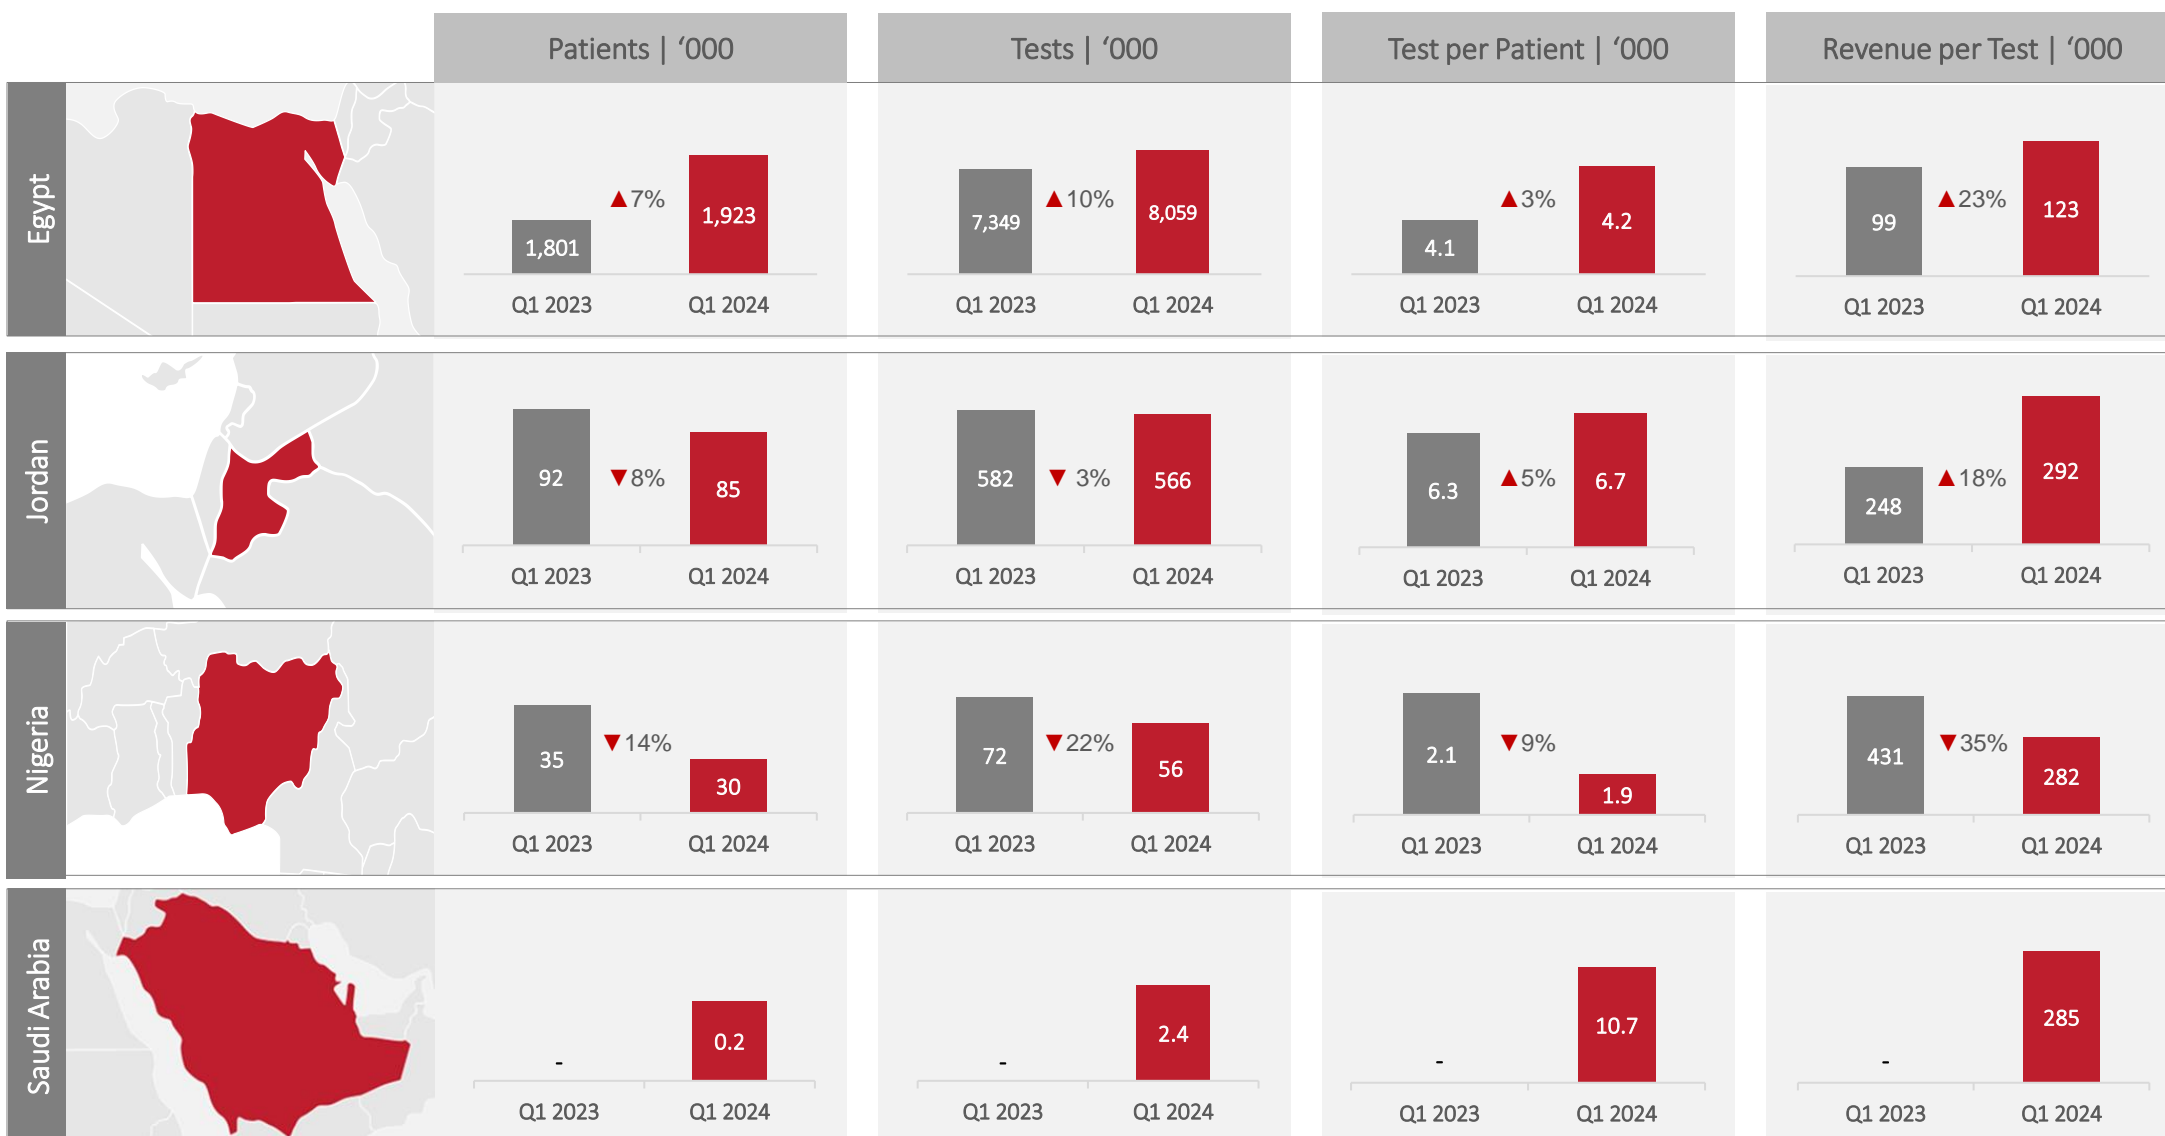 Patients | ‘000
Tests | ‘000
Test per Patient | ‘000
Revenue per Test | ‘000
Egypt
1,801
▲7%
1,923
Q1 2023
Q1 2024
7,349
▲10%
8,059
Q1 2023
Q1 2024
4.1
▲3%
4.2
Q1 2023
Q1 2024
99
▲23%
123
Q1 2023
Q1 2024
Jordan
92
▼8%
85
Q1 2023
Q1 2024
582
▼ 3%
566
Q1 2023
Q1 2024
6.3
▲5%
6.7
Q1 2023
Q1 2024
248
▲18%
292
Q1 2023
Q1 2024
Nigeria
35
▼14%
30
Q1 2023
Q1 2024
72
▼22%
56
Q1 2023
Q1 2024
2.1
▼9%
1.9
Q1 2023
Q1 2024
431
▼35%
282
Q1 2023
Q1 2024
Saudi Arabia
-
0.2
Q1 2023
Q1 2024
-
2.4
Q1 2023
Q1 2024
-
10.7
Q1 2023
Q1 2024
-
285
Q1 2023
Q1 2024